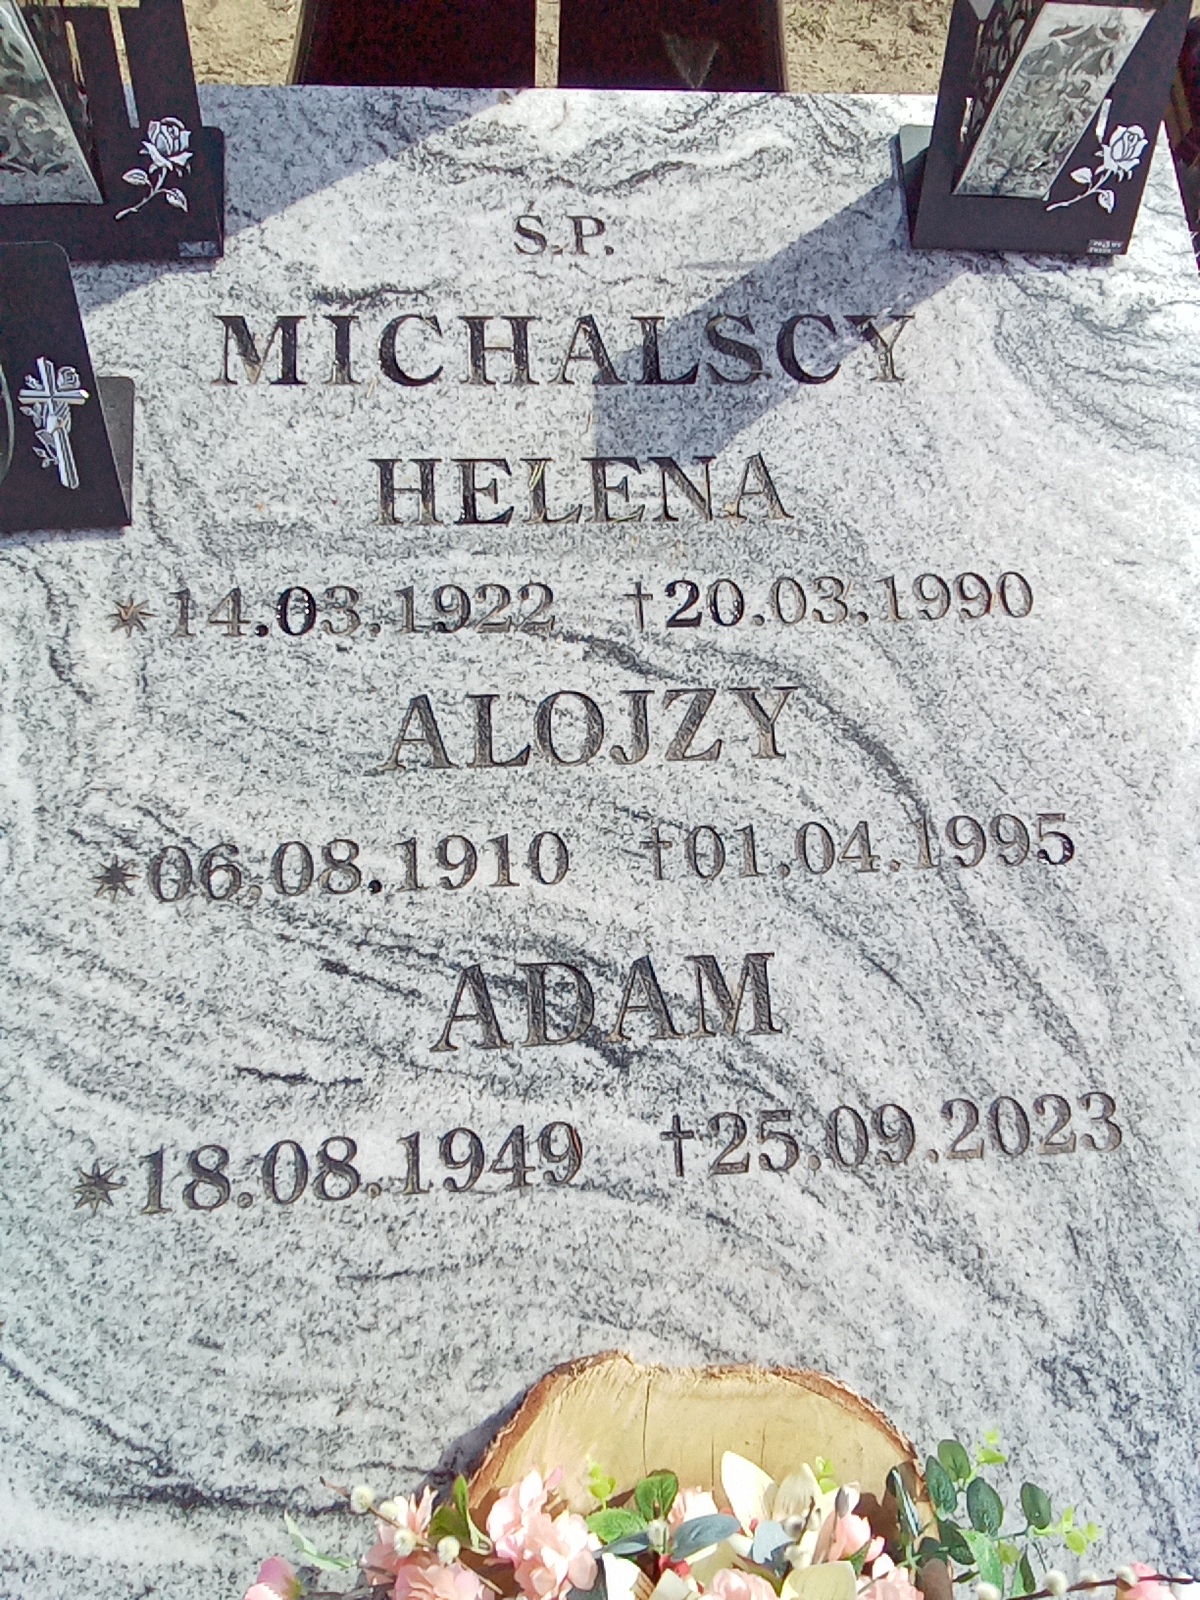 Ś.P.
MICHALSCY
HELENA
*14.03.1922 †20.03.1990
ALOJZY
*06.08.1910 †01.04.1995
ADAM
*18.08.1949 †25.09.2023